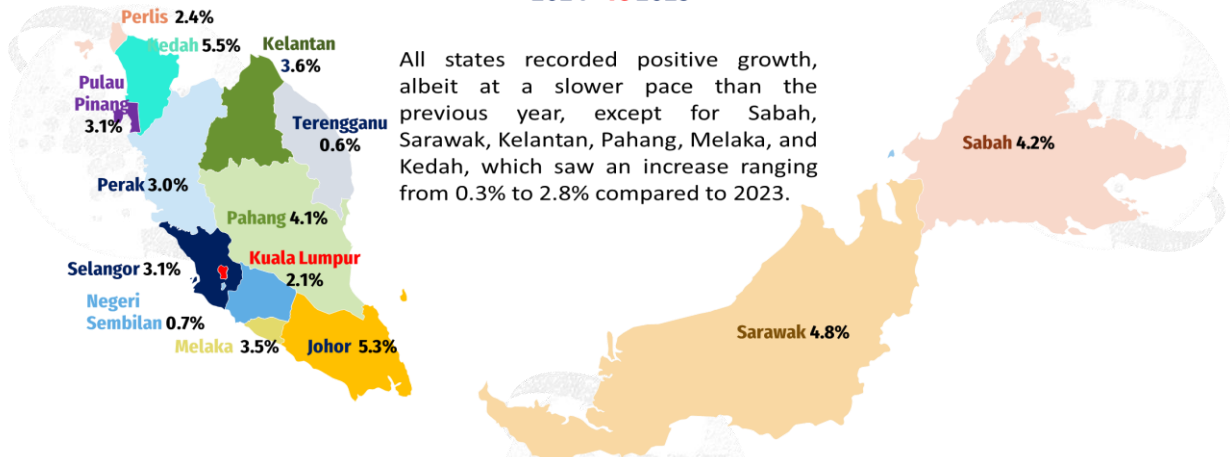 Perlis 2.4%
Kedah 5.5%
Kelantan
3.6%
Pulau
Pinang
3.1%
Terengganu
0.6%
Perak 3.0%
Pahang 4.1%
Selangor 3.1%
Kuala Lumpur
2.1%
Negeri
Sembilan 0.7%
Melaka 3.5%
Johor 5.3%
All states recorded positive growth,
albeit at a slower pace than the
previous year, except for Sabah,
Sarawak, Kelantan, Pahang, Melaka, and
Kedah, which saw an increase ranging
from 0.3% to 2.8% compared to 2023.
JPPH
Sabah 4.2%
Sarawak 4.8%